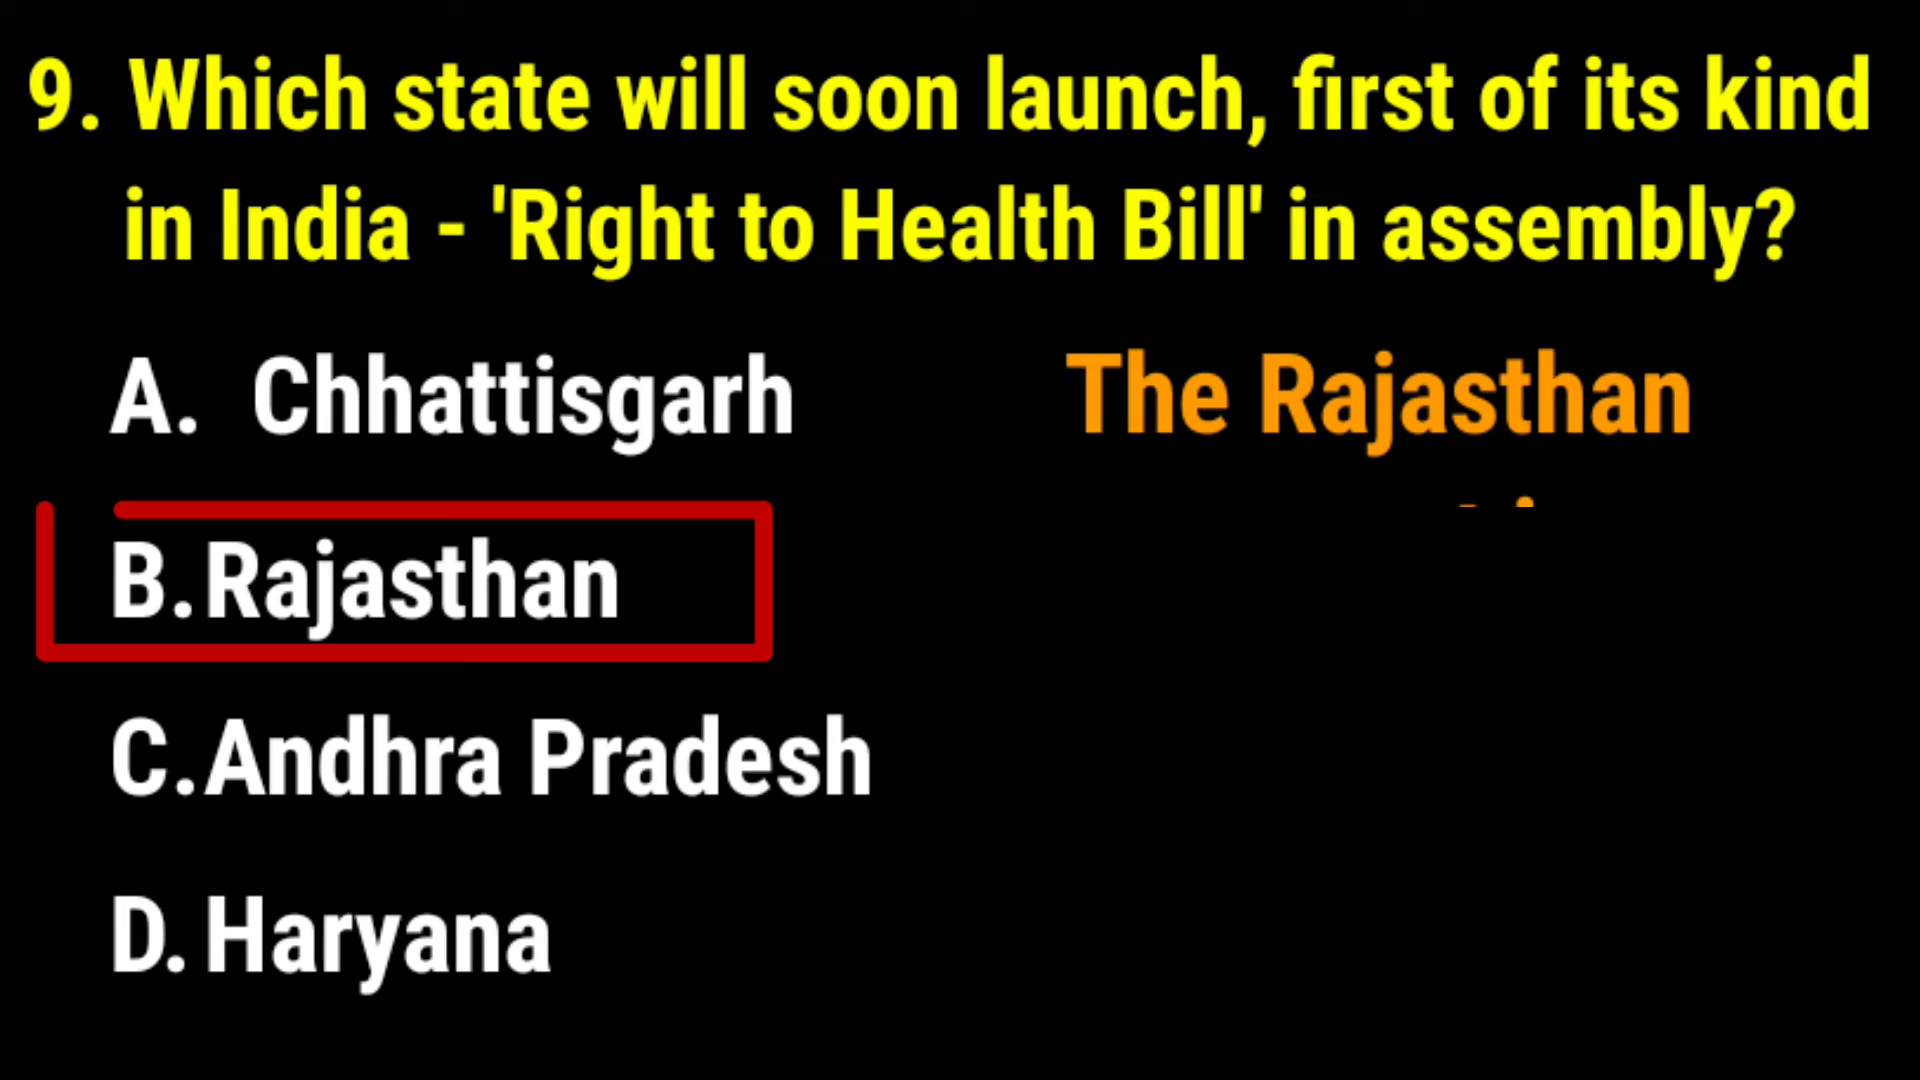 9. Which state will soon launch, first of its kind
in India - 'Right to Health Bill' in assembly?
A. Chhattisgarh
The Rajasthan
B. Rajasthan
C. Andhra Pradesh
D. Haryana